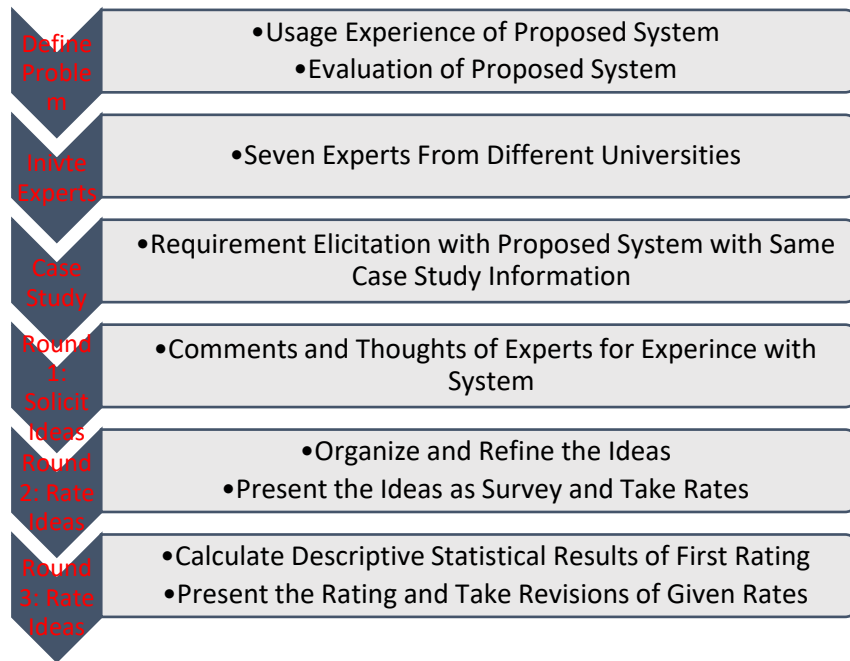 Define
Proble
m
•Usage Experience of Proposed System
•Evaluation of Proposed System
Inivte
Experts
•Seven Experts From Different Universities
Case
Study
•Requirement Elicitation with Proposed System with Same
Case Study Information
Round
1:
Solicit
Ideas
•Comments and Thoughts of Experts for Experince with
System
Round
2: Rate
Ideas
•Organize and Refine the Ideas
•Present the Ideas as Survey and Take Rates
Round
3: Rate
Ideas
•Calculate Descriptive Statistical Results of First Rating
•Present the Rating and Take Revisions of Given Rates